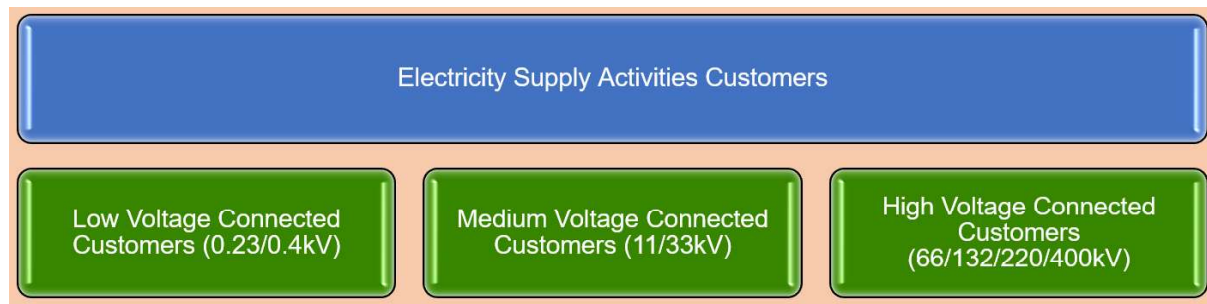 Electricity Supply Activities Customers
Low Voltage Connected
Customers (0.23/0.4kV)
Medium Voltage Connected
Customers (11/33kV)
High Voltage Connected
Customers
(66/132/220/400kV)